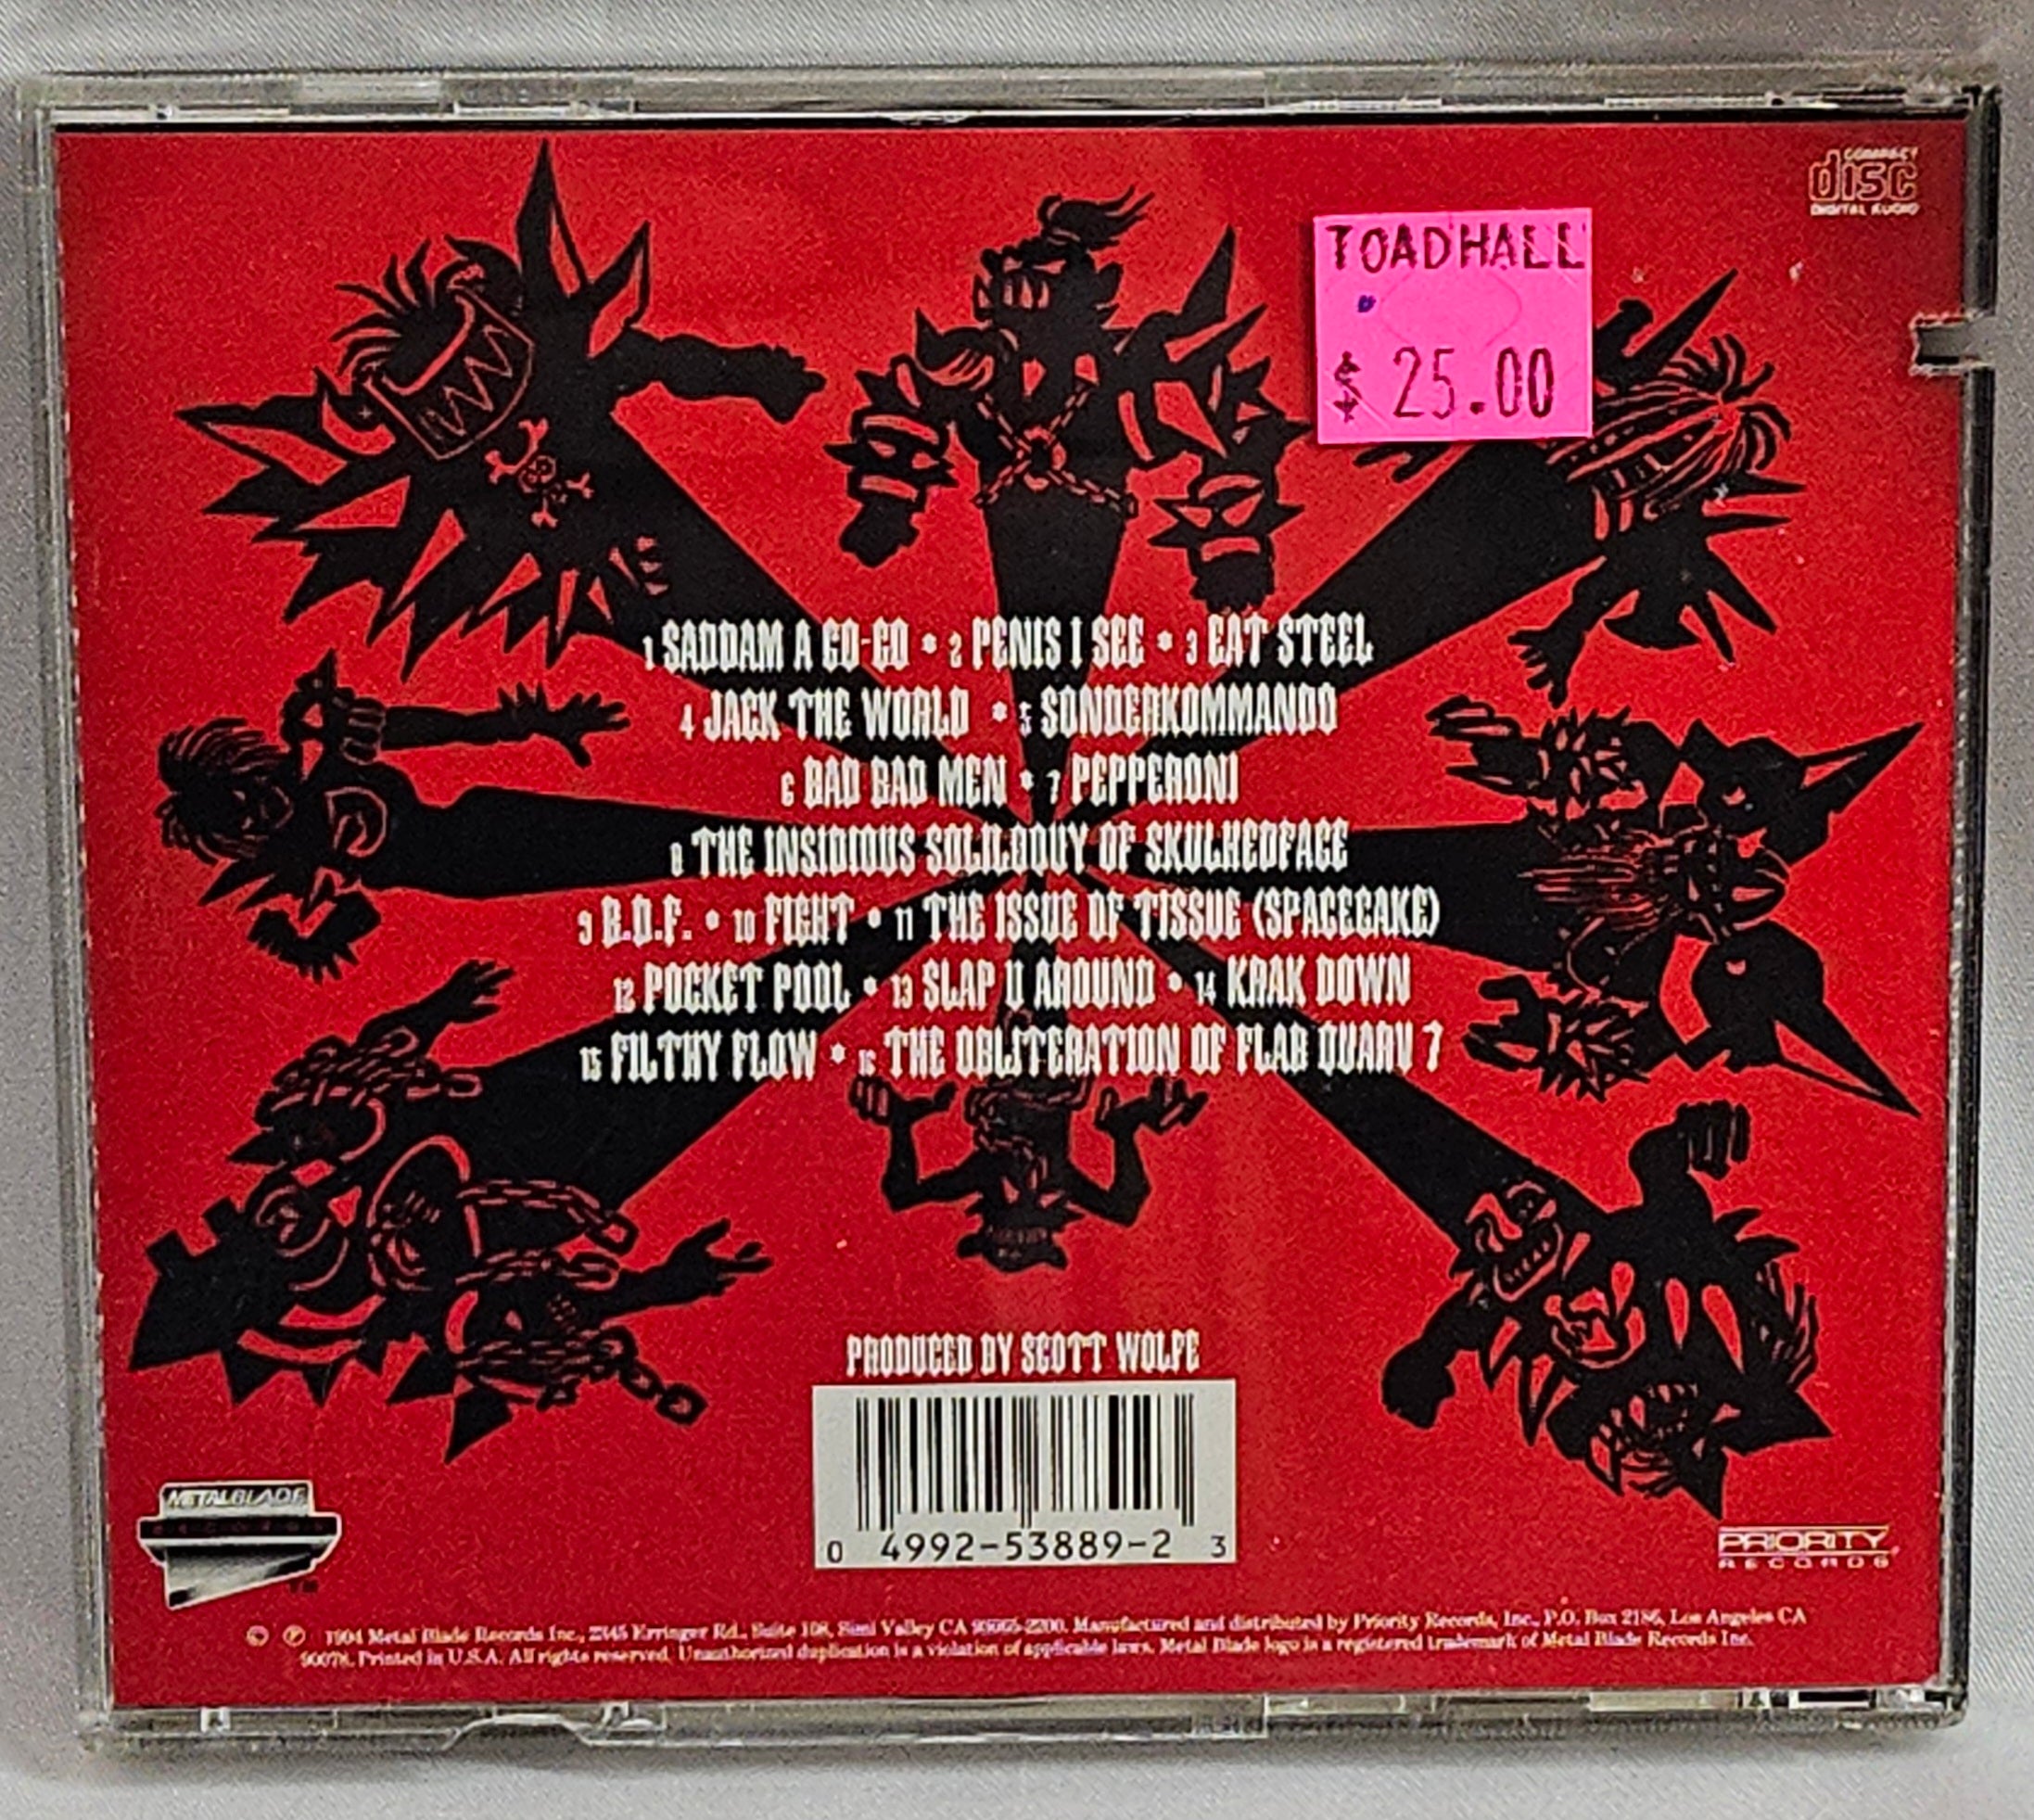 COMPACT
disc
DIGITAL AUDIO
TOADHALL
$ 25.00
1 SADDAM A GO-GO * 2 PENIS I SEE * 3 EAT STEEL
4 JACK THE WORLD * 5 SONDERKOMMANDO
6 BAD BAD MEN * 7 PEPPERONI
8 THE INSIDIOUS SOLILOQUY OF SKULHEDFACE
9 B.D.F. • 10 FIGHT • 11 THE ISSUE OF TISSUE (SPACECAKE)
12 POCKET POOL • 13 SLAP U AROUND • 14 KRAK DOWN
15 FILTHY FLOW * 16 THE OBLITERATION OF FLAB QUARV 7
PRODUCED BY SCOTT WOLFE
0 4992-53889-2 3
METAL BLADE
RECORDS
TM
PRIORITY
RECORDS
© ℗ 1994 Metal Blade Records Inc., 2345 Erringer Rd., Suite 108, Simi Valley CA 93065-2200. Manufactured and distributed by Priority Records, Inc., P.O. Box 2186, Los Angeles CA
90078. Printed in U.S.A. All rights reserved. Unauthorized duplication is a violation of applicable laws. Metal Blade logo is a registered trademark of Metal Blade Records Inc.